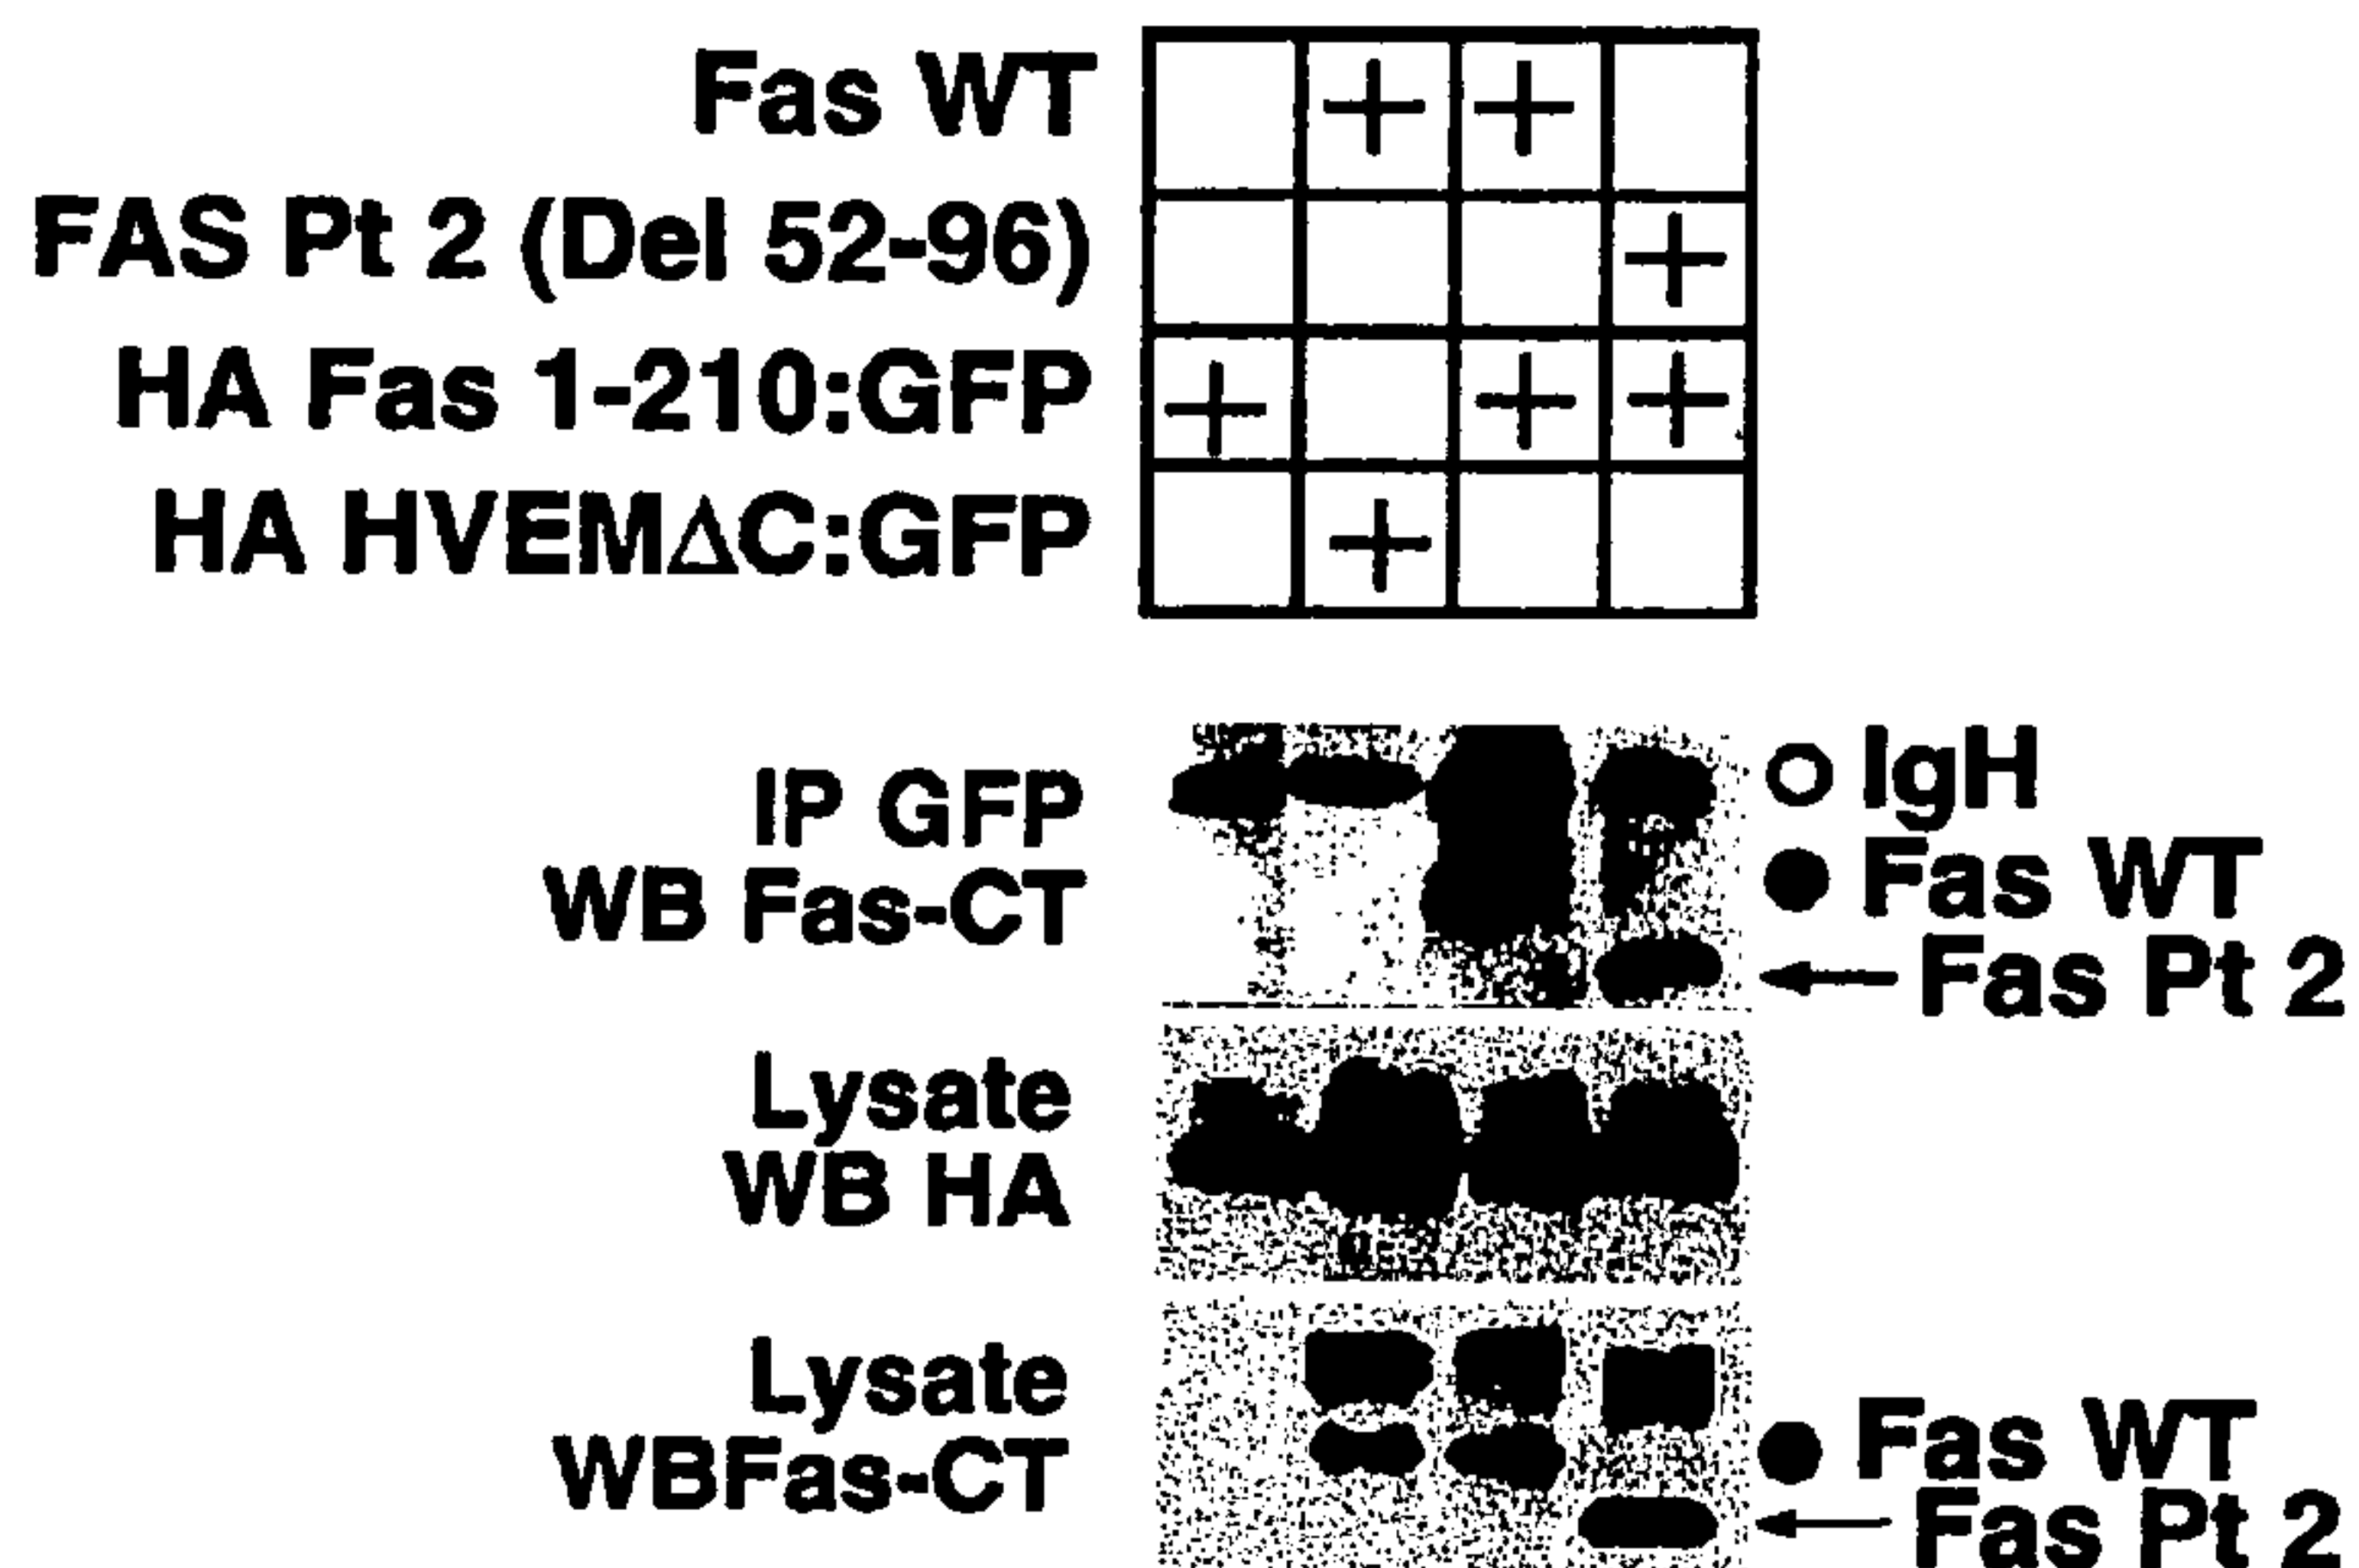 Fas WT + +
FAS Pt 2 (Del 52-96) +
HA Fas 1-210:GFP + + +
HA HVEMΔC:GFP +
IP GFP
WB Fas-CT
IgH
Fas WT
Fas Pt 2
Lysate
WB HA
Lysate
WBFas-CT
Fas WT
Fas Pt 2